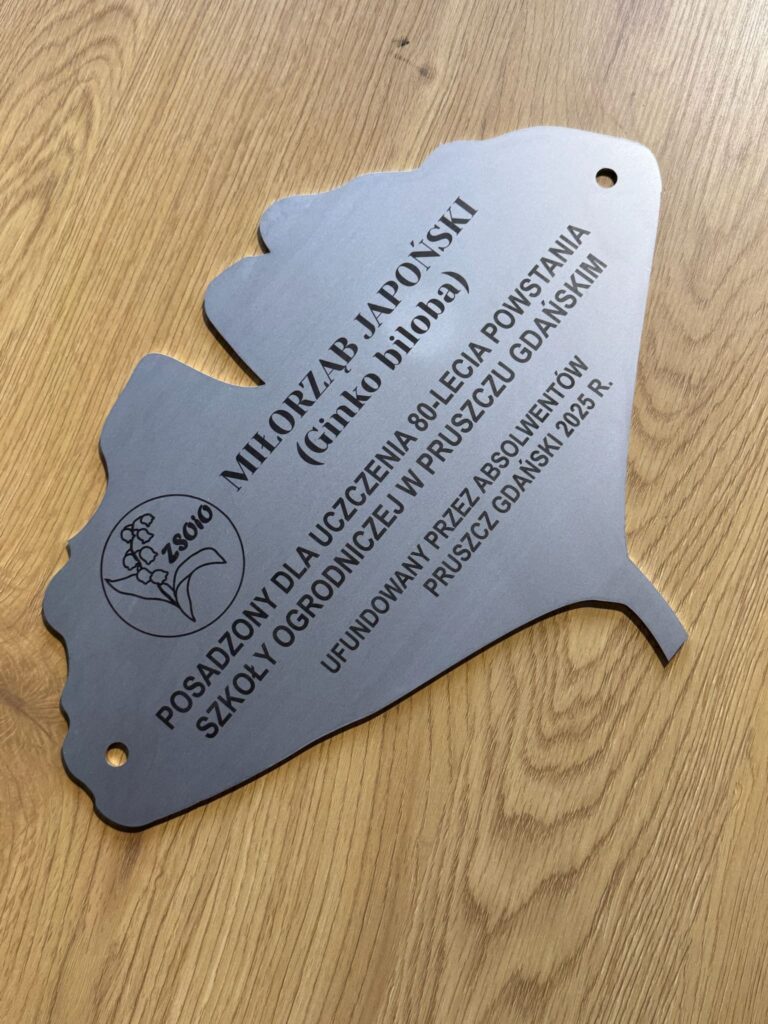 ZSOIO
MIŁORZĄB JAPOŃSKI
(Ginko biloba)
POSADZONY DLA UCZCZENIA 80-LECIA POWSTANIA
SZKOŁY OGRODNICZEJ W PRUSZCZU GDAŃSKIM
UFUNDOWANY PRZEZ ABSOLWENTÓW
PRUSZCZ GDAŃSKI 2025 R.